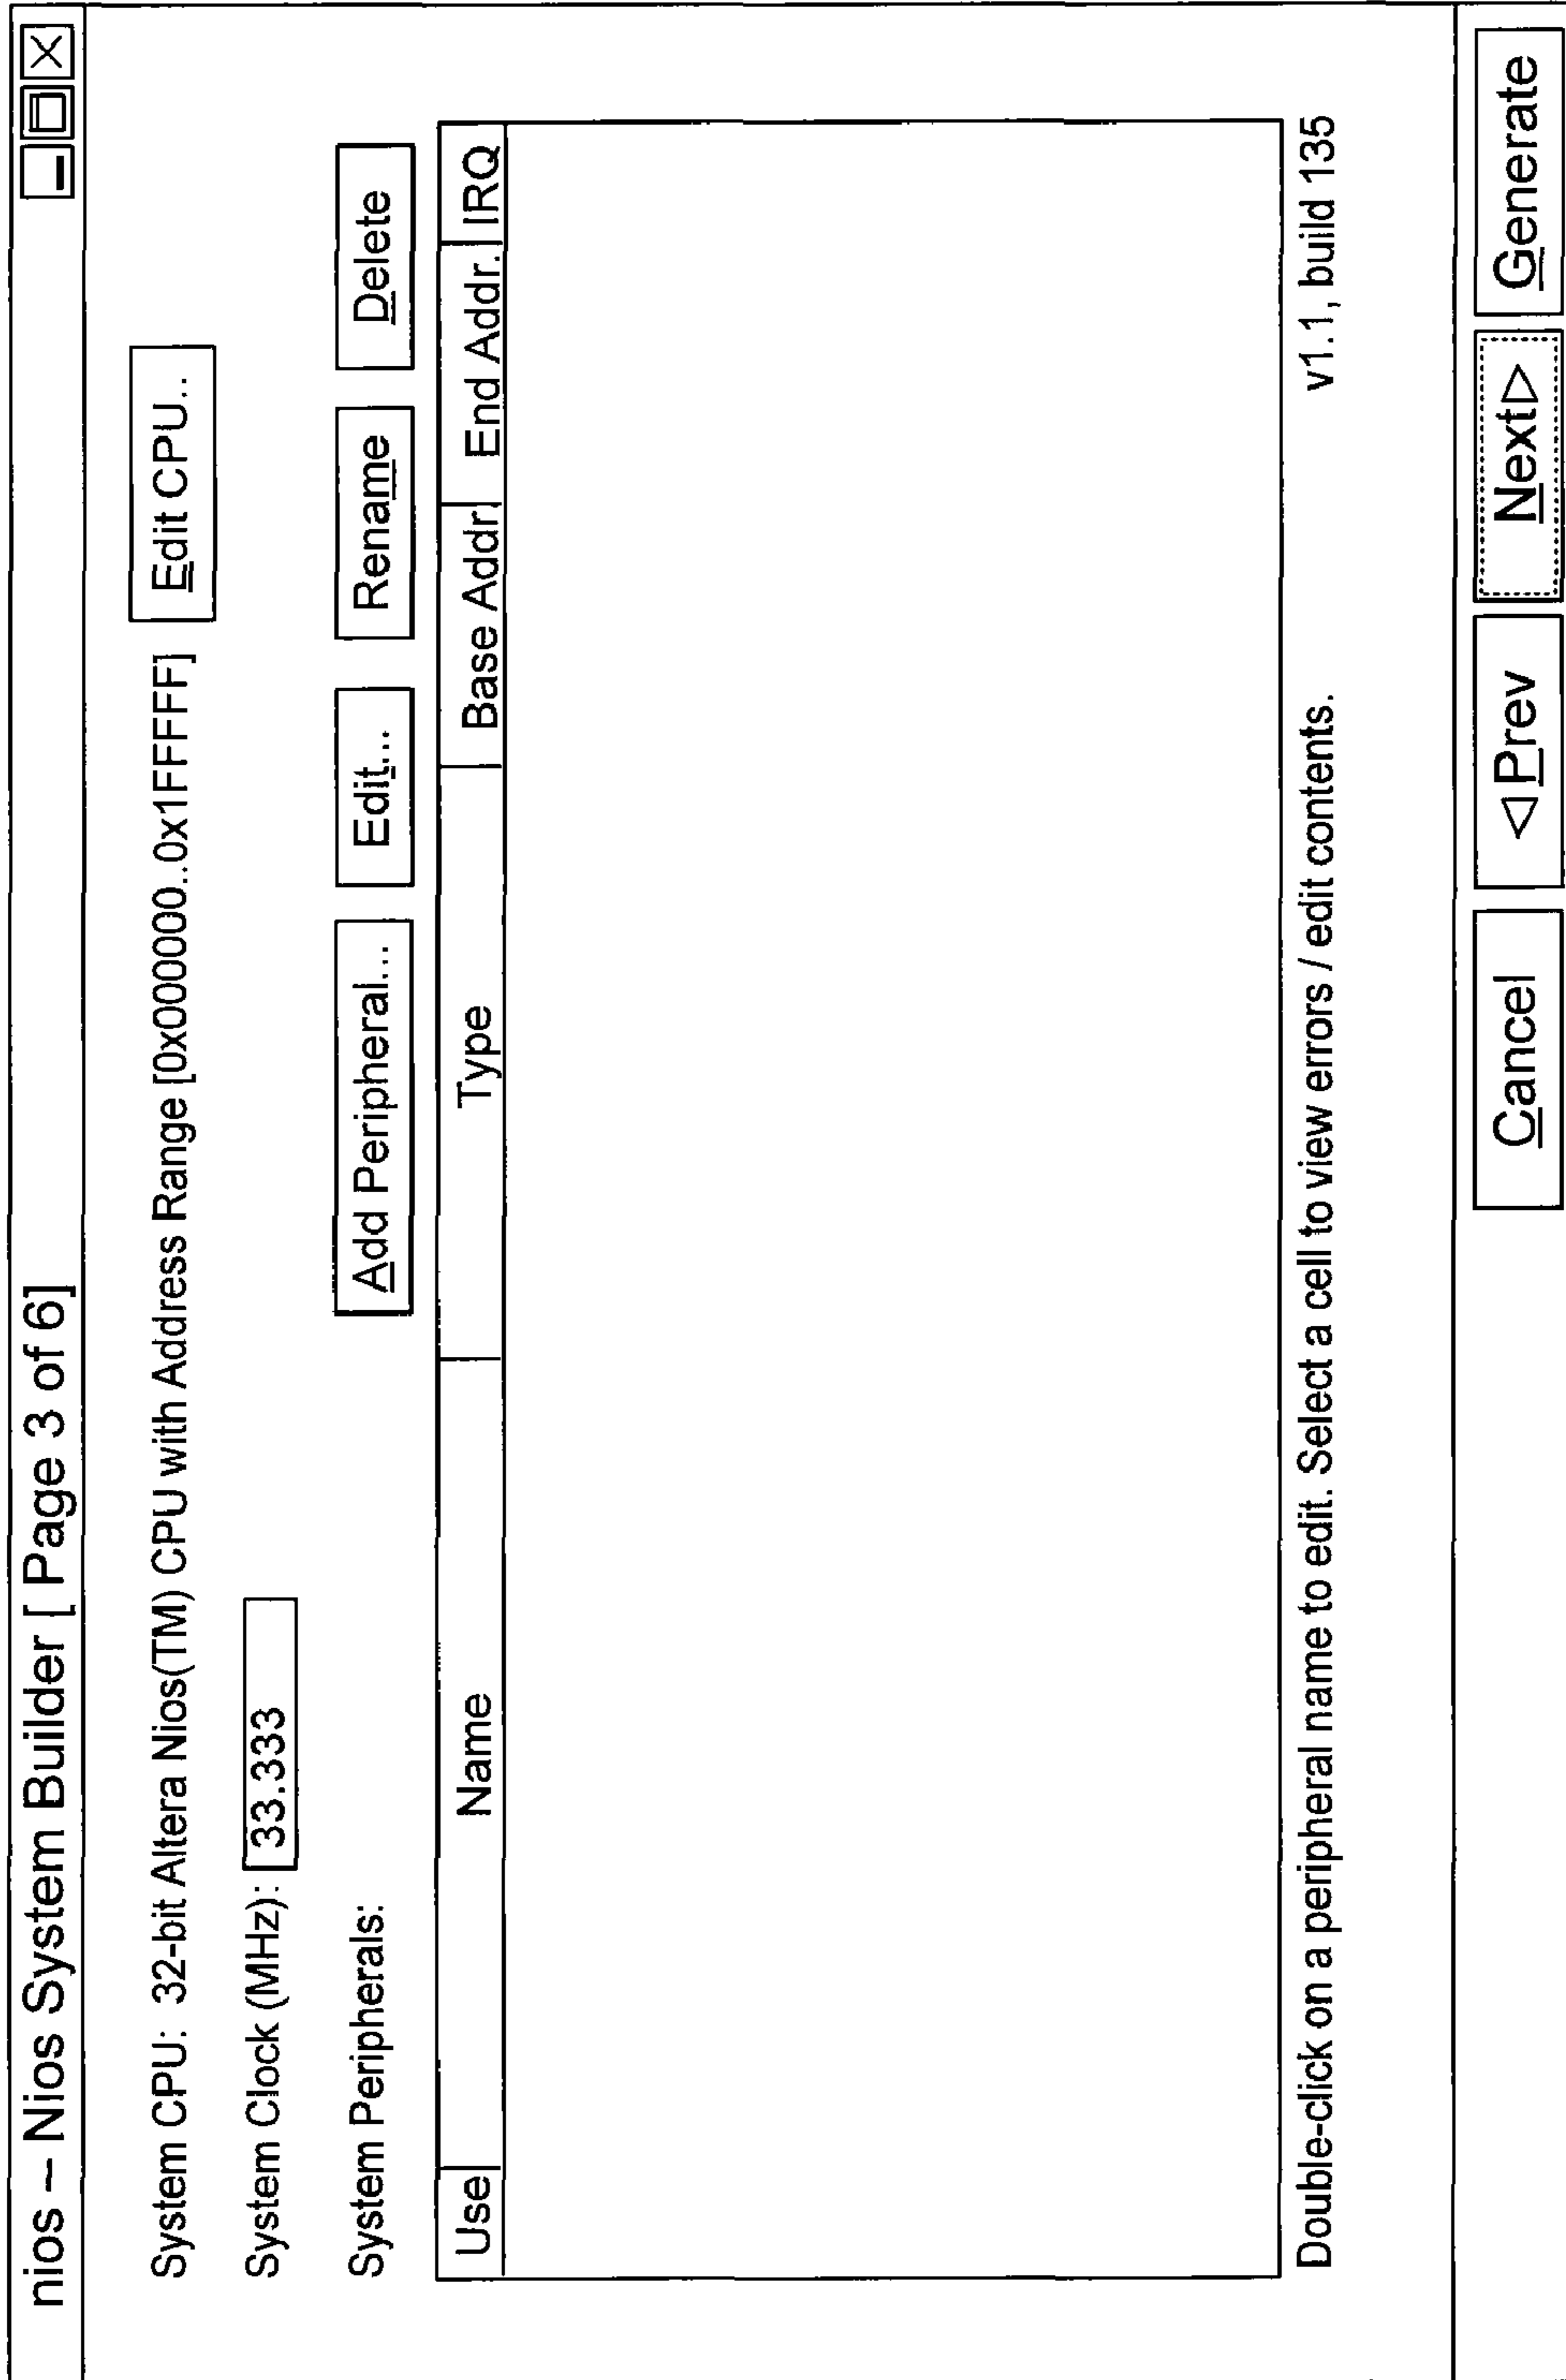 nios – Nios System Builder [ Page 3 of 6]
System CPU: 32-bit Altera Nios(TM) CPU with Address Range [0x000000..0x1FFFFF] Edit CPU...
System Clock (MHz): 33.333
System Peripherals: Add Peripheral... Edit... Rename Delete
Use Name Type Base Addr End Addr. IRQ
Double-click on a peripheral name to edit. Select a cell to view errors / edit contents. v1.1, build 135
Cancel ◁Prev Next▷ Generate